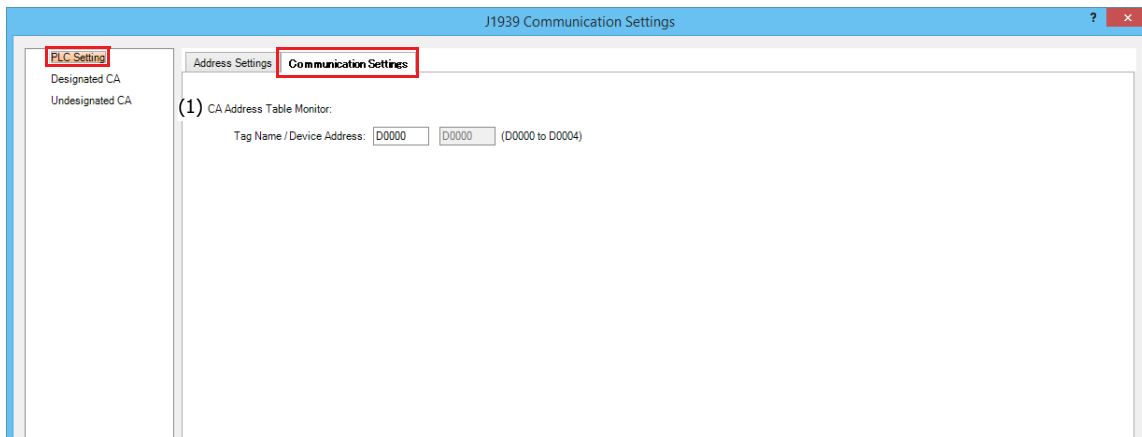 J1939 Communication Settings
? ×
PLC Setting
Designated CA
Undesignated CA
Address Settings Communication Settings
(1) CA Address Table Monitor:
Tag Name / Device Address: D0000 D0000 (D0000 to D0004)